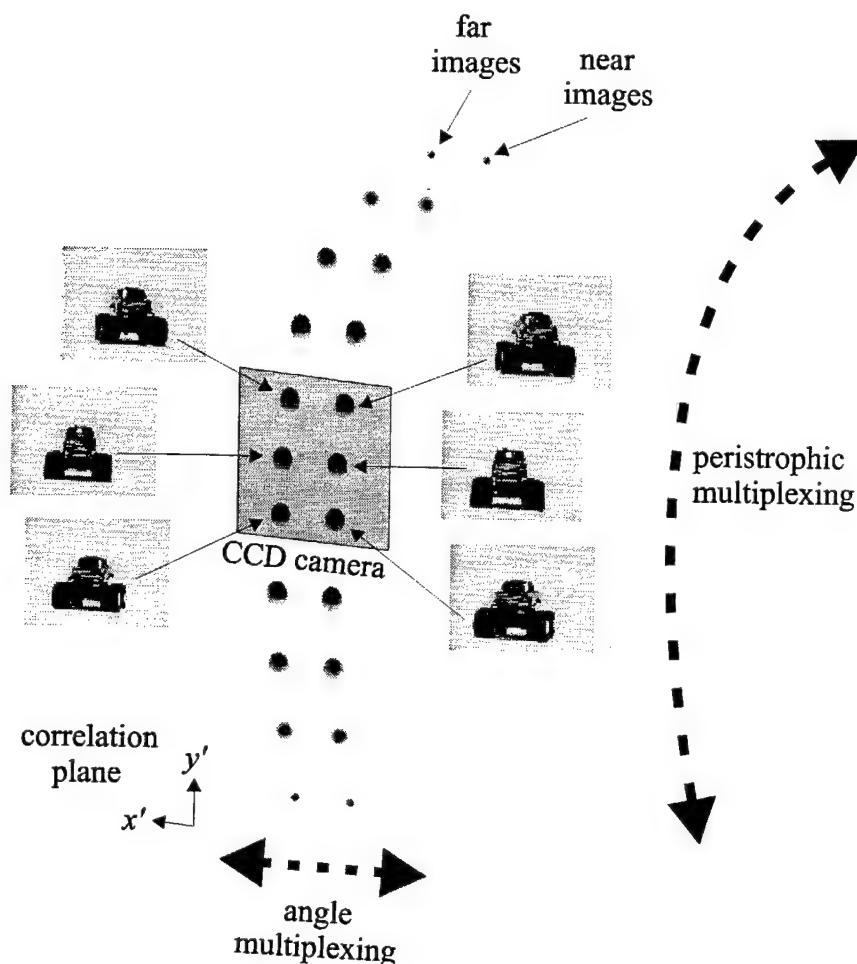 far
images
near
images
peristrophic
multiplexing
CCD camera
correlation
plane
y'
x'
angle
multiplexing